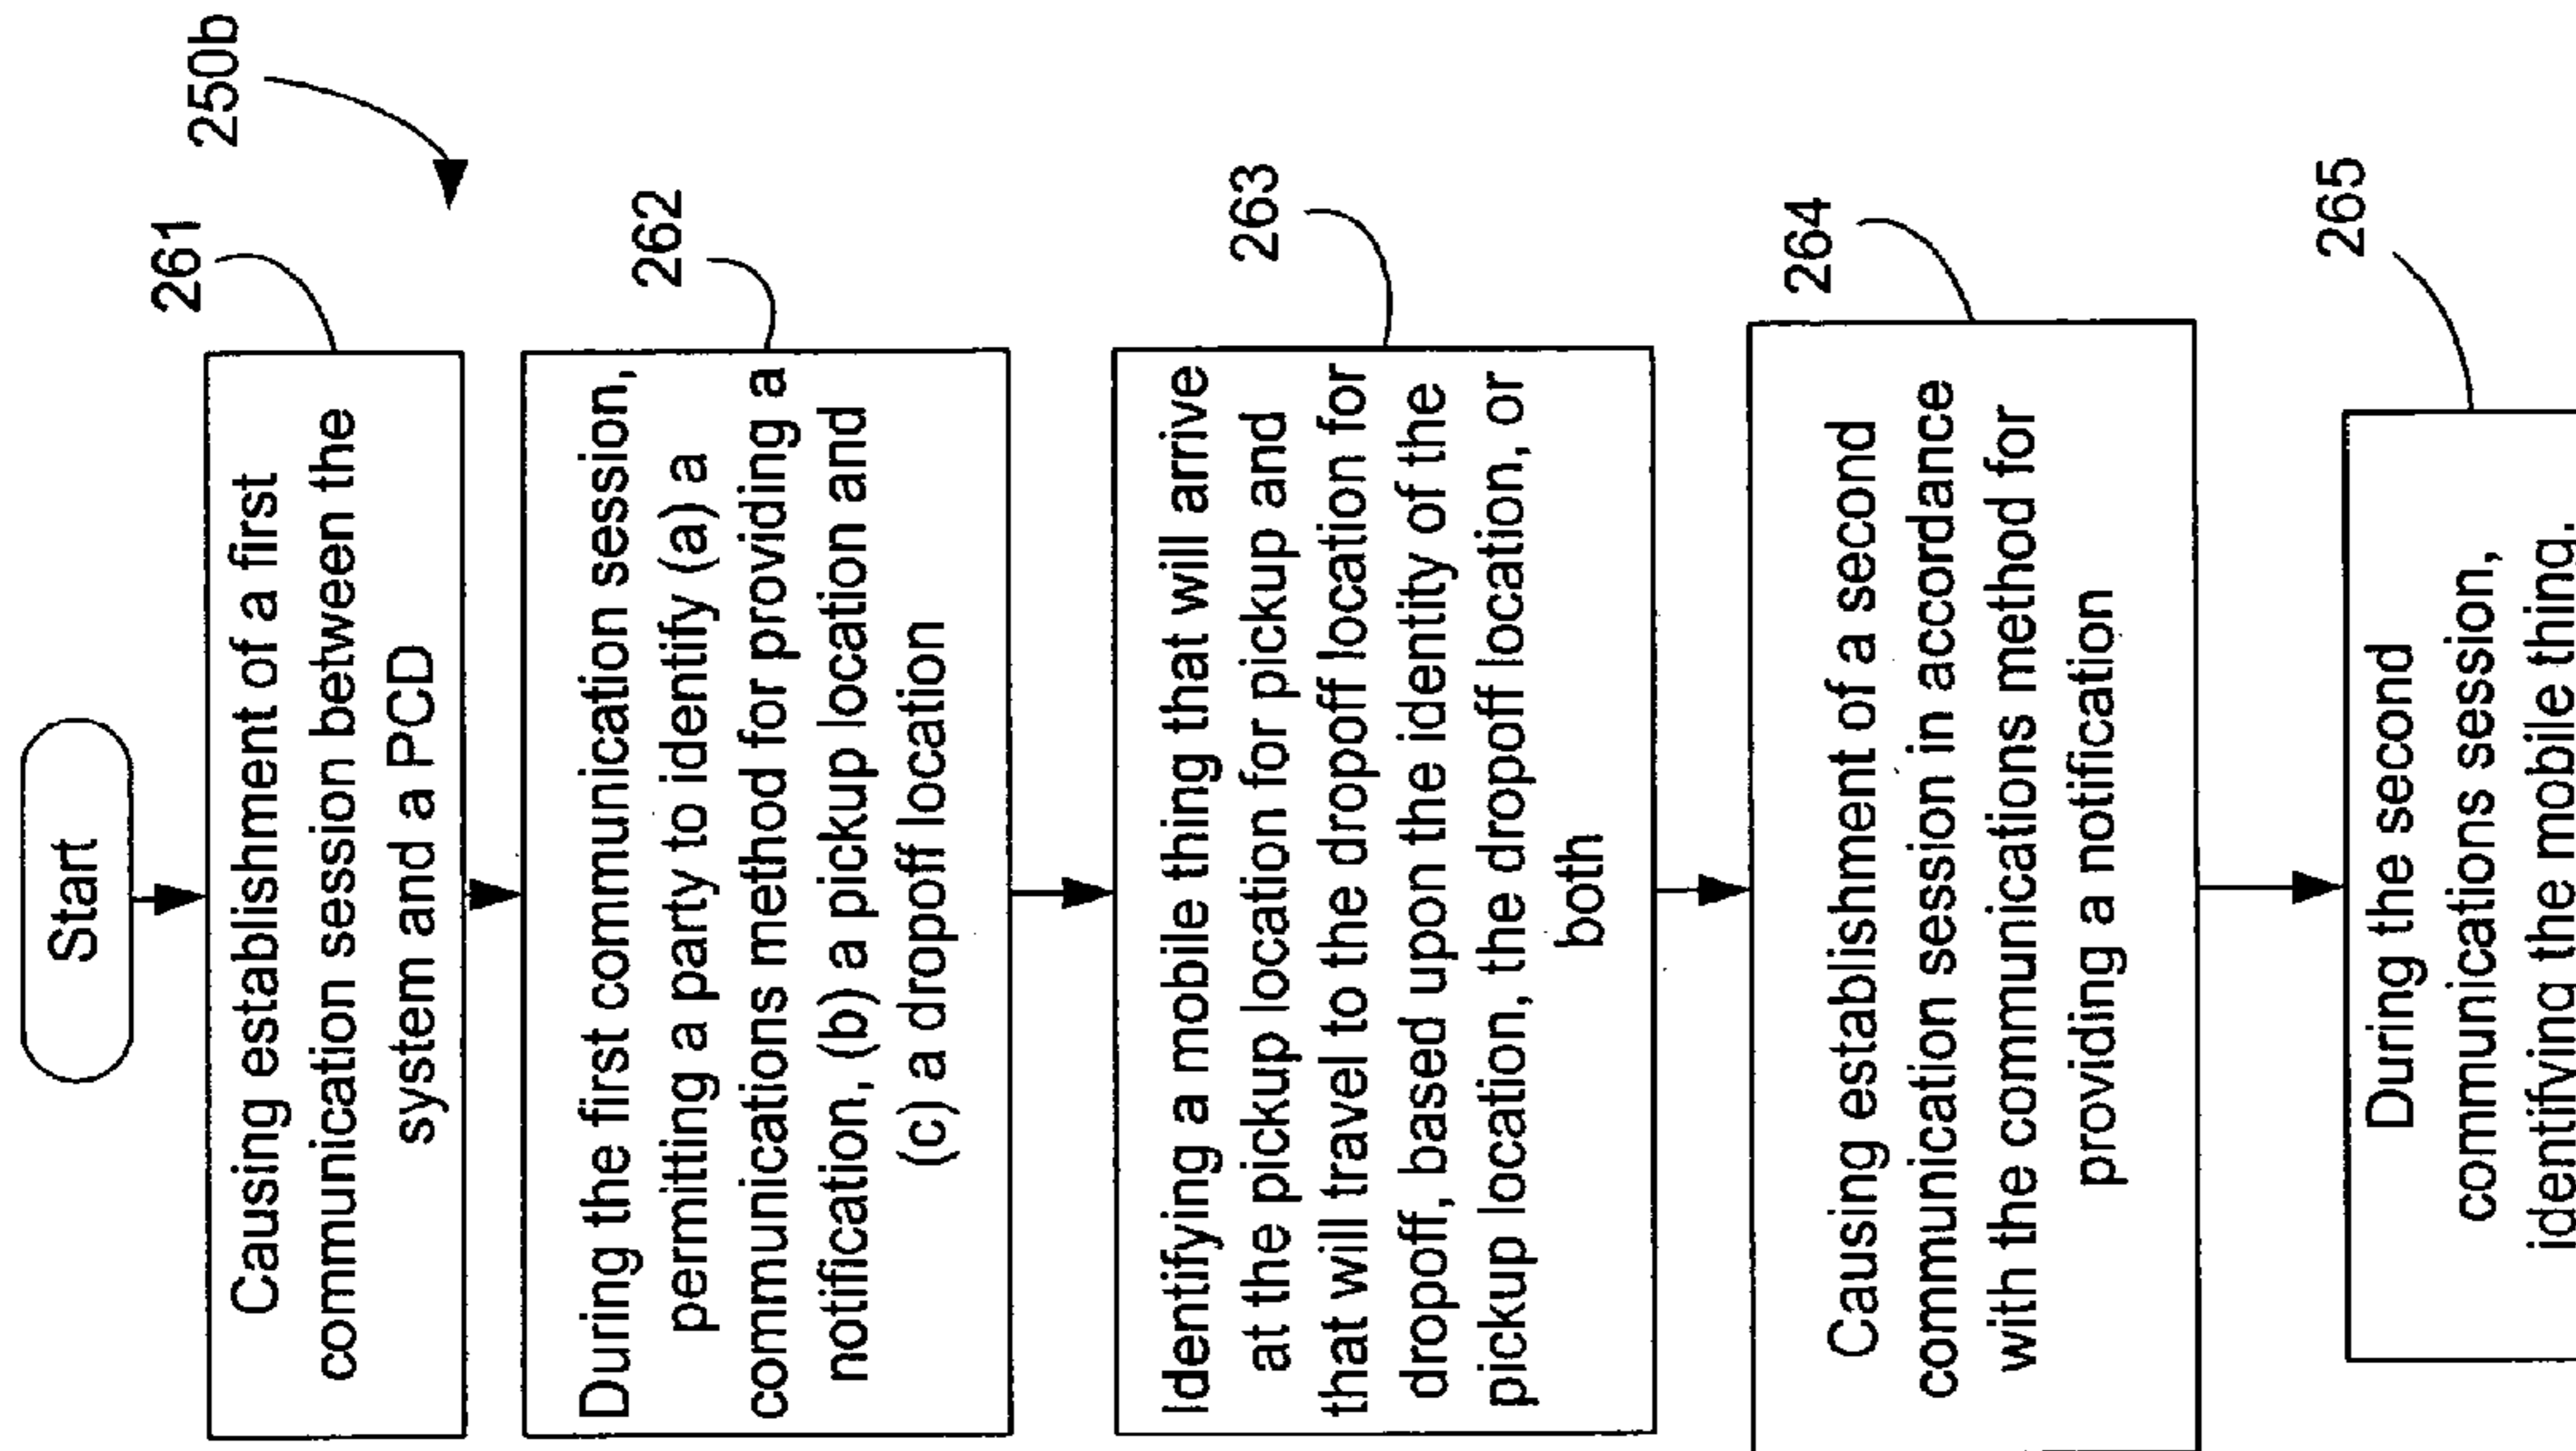 Start
250b
261
Causing establishment of a first
communication session between the
system and a PCD
262
During the first communication session,
permitting a party to identify (a) a
communications method for providing a
notification, (b) a pickup location and
(c) a dropoff location
263
Identifying a mobile thing that will arrive
at the pickup location for pickup and
that will travel to the dropoff location for
dropoff, based upon the identity of the
pickup location, the dropoff location, or
both
264
Causing establishment of a second
communication session in accordance
with the communications method for
providing a notification
265
During the second
communications session,
identifying the mobile thing.